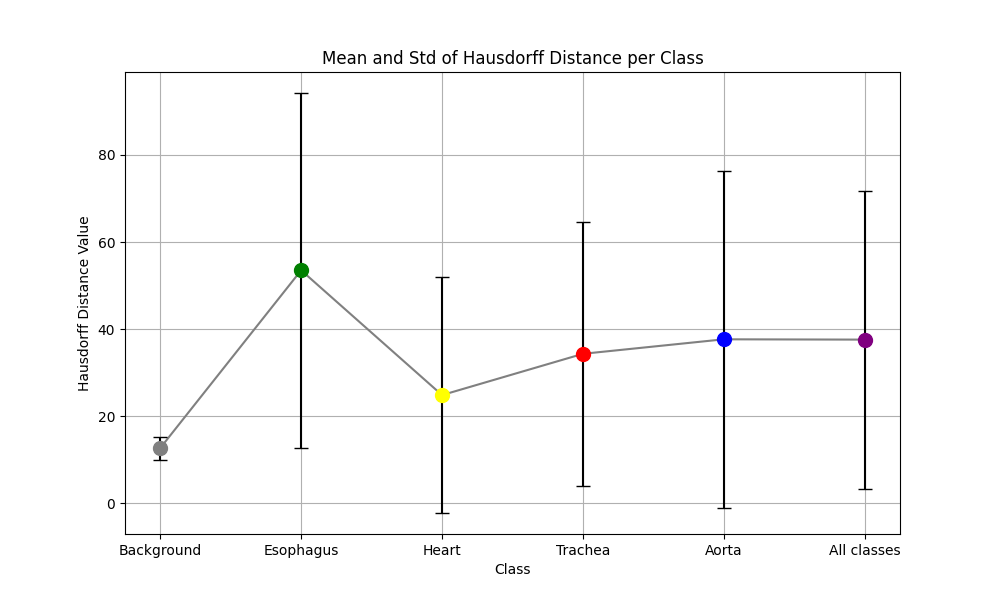 Mean and Std of Hausdorff Distance per Class
Hausdorff Distance Value
80
60
40
20
0
Background Esophagus Heart Trachea Aorta All classes
Class